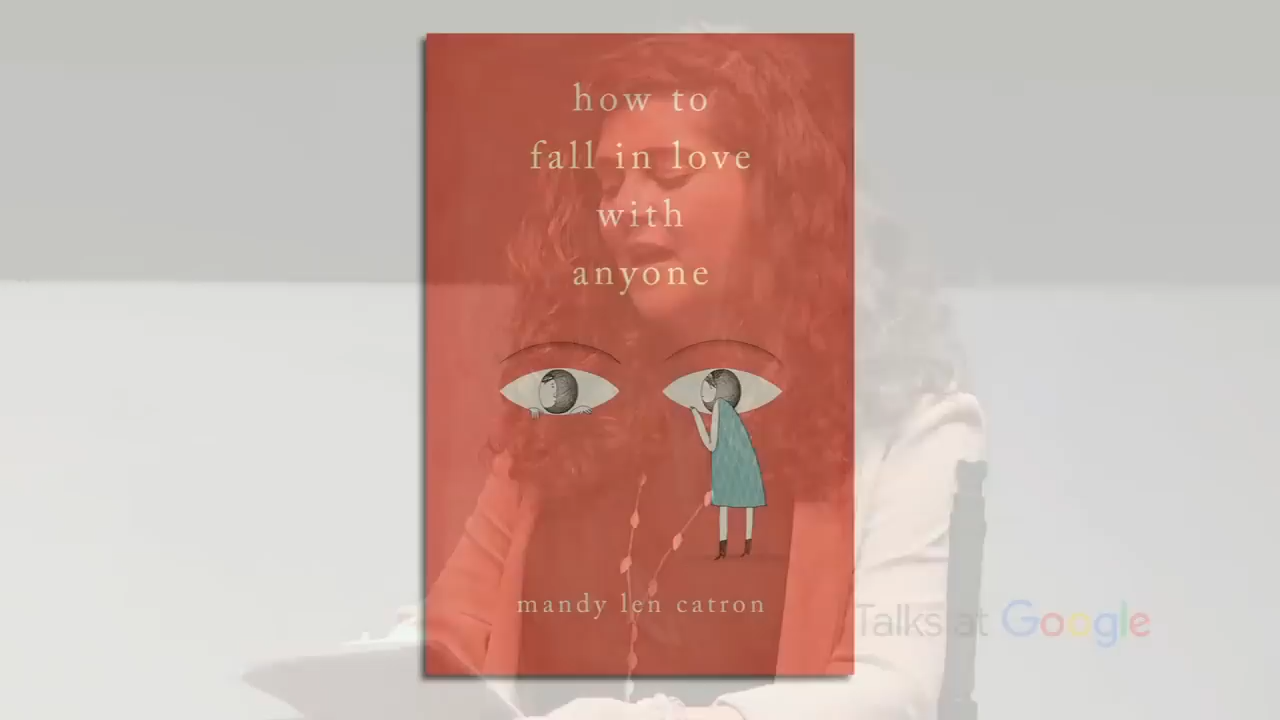 how to
fall in love
with
anyone
mandy len catron
Talks at Google